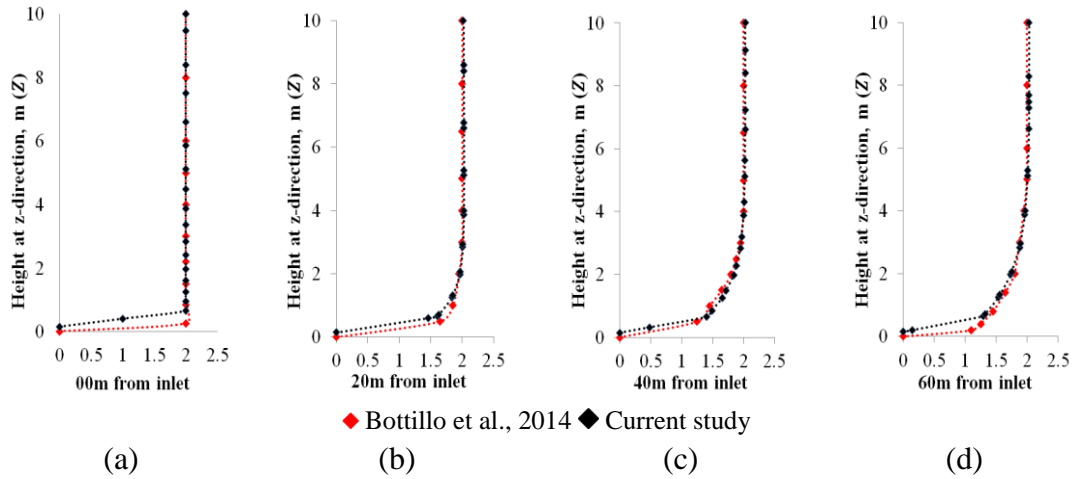 Height at z-direction, m (Z)
10
8
6
4
2
0
0 0.5 1 1.5 2 2.5
00m from inlet
Height at z-direction, m (Z)
10
8
6
4
2
0
0 0.5 1 1.5 2 2.5
20m from inlet
Height at z-direction, m (Z)
10
8
6
4
2
0
0 0.5 1 1.5 2 2.5
40m from inlet
Height at z-direction, m (Z)
10
8
6
4
2
0
0 0.5 1 1.5 2 2.5
60m from inlet
Bottillo et al., 2014 Current study
(a) (b) (c) (d)